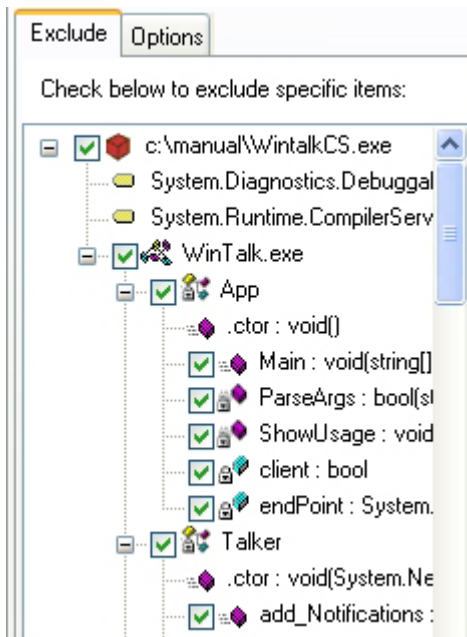 Exclude Options
Check below to exclude specific items:
c:\manual\WintalkCS.exe
System.Diagnostics.Debuggal
System.Runtime.CompilerServ
WinTalk.exe
App
.ctor : void()
Main : void(string[]
ParseArgs : bool(st
ShowUsage : void
client : bool
endPoint : System.
Talker
.ctor : void(System.Ne
add_Notifications :